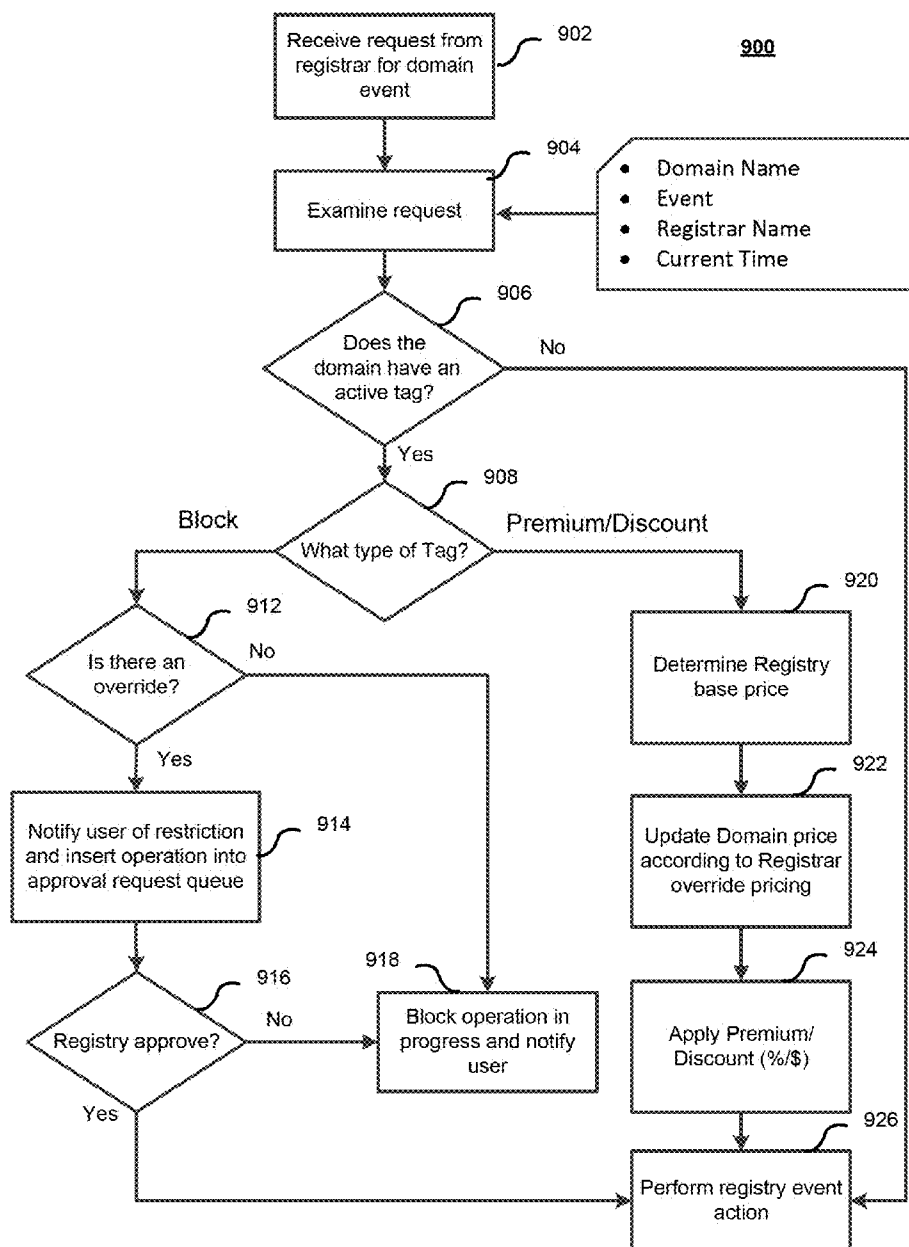 Receive request from
registrar for domain
event
902
900
904
Examine request
• Domain Name
• Event
• Registrar Name
• Current Time
906
Does the
domain have an
active tag?
No
Yes
908
Block
What type of Tag?
Premium/Discount
912
Is there an
override?
No
Yes
920
Determine Registry
base price
914
Notify user of restriction
and insert operation into
approval request queue
922
Update Domain price
according to Registrar
override pricing
916
Registry approve?
No
Yes
918
Block operation in
progress and notify
user
924
Apply Premium/
Discount (%/$)
926
Perform registry event
action